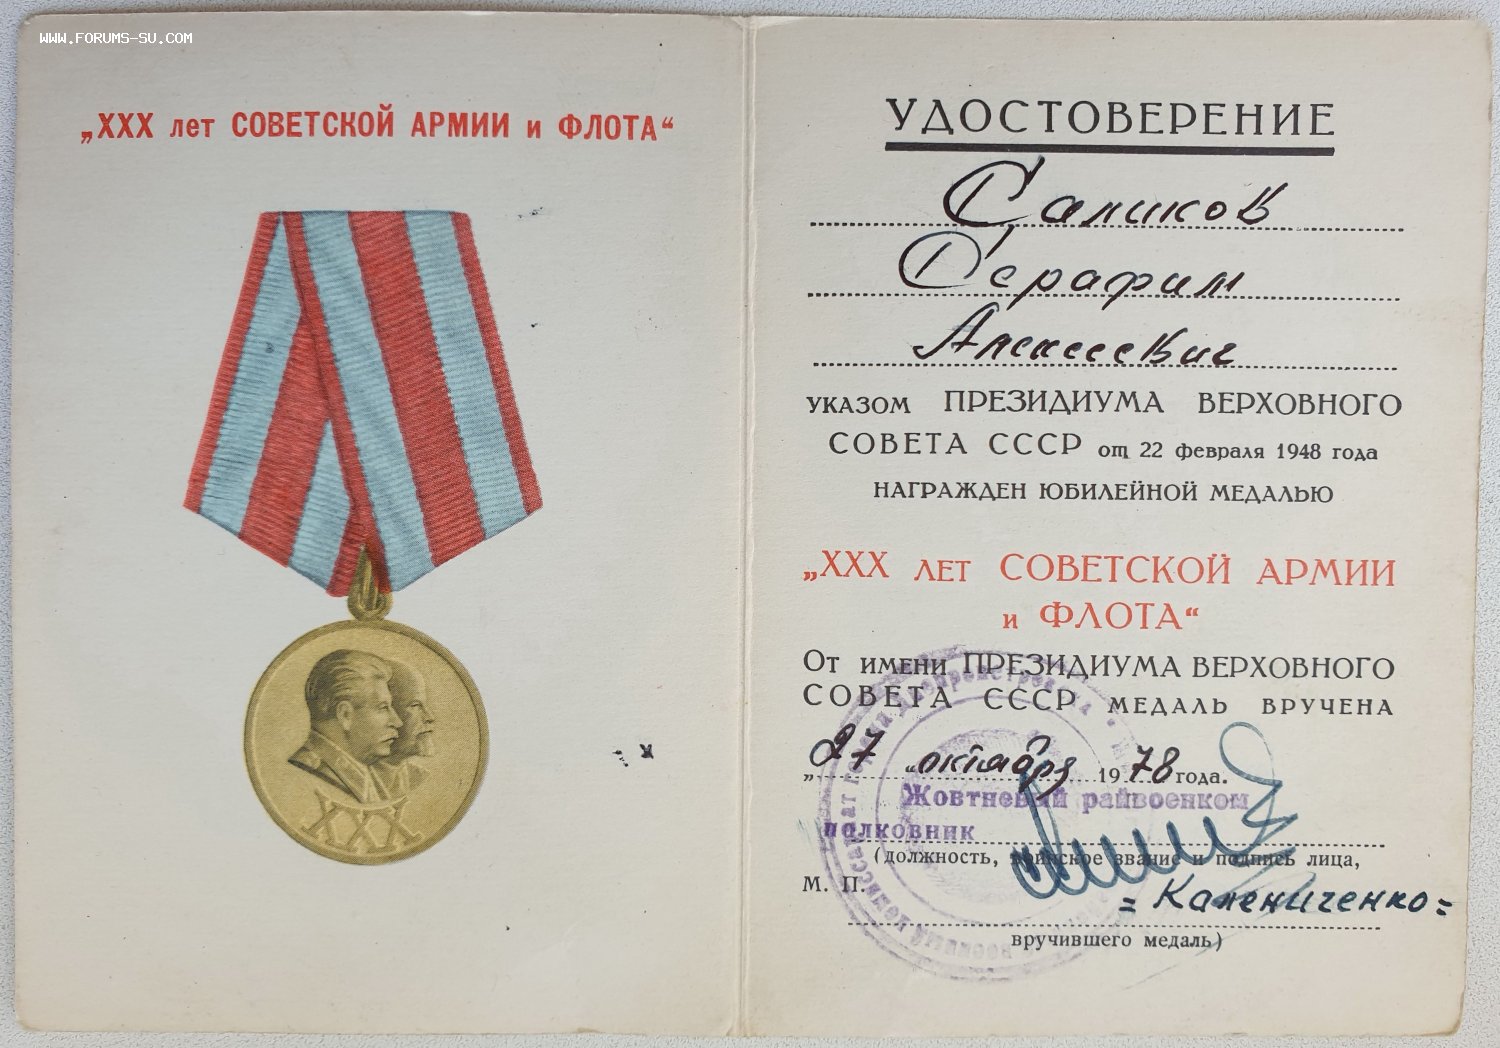 WWW.FORUMS-SU.COM
„XXX лет СОВЕТСКОЙ АРМИИ и ФЛОТА“
УДОСТОВЕРЕНИЕ
Саликов
Серафим
Алексеевич
УКАЗОМ ПРЕЗИДИУМА ВЕРХОВНОГО
СОВЕТА СССР от 22 февраля 1948 года
НАГРАЖДЕН ЮБИЛЕЙНОЙ МЕДАЛЬЮ
„XXX ЛЕТ СОВЕТСКОЙ АРМИИ
и ФЛОТА“
От имени ПРЕЗИДИУМА ВЕРХОВНОГО
СОВЕТА СССР МЕДАЛЬ ВРУЧЕНА
„27“ октября 1978 года.
Жовтневый райвоенком
полковник
(должность, воинское звание и подпись лица,
М. П.
=Калениченко=
вручившего медаль)
XXX